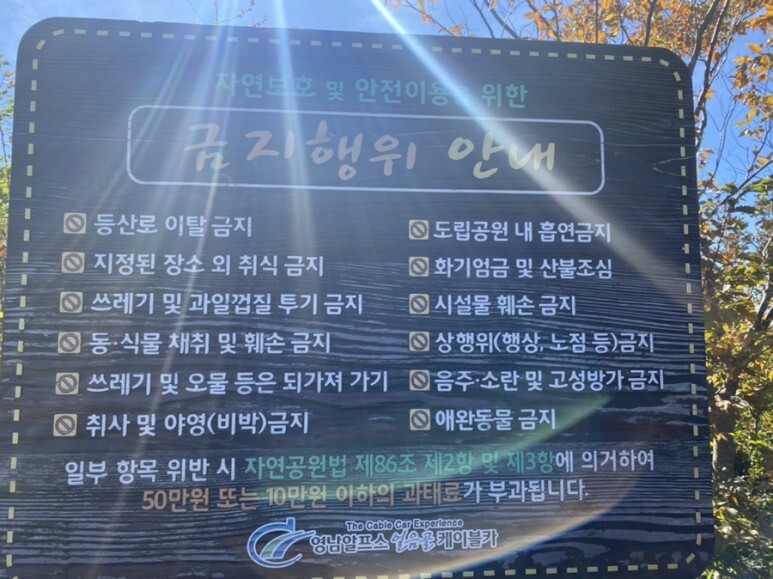 자연보호 및 안전이용을 위한
금지행위 안내
등산로 이탈 금지
지정된 장소 외 취식 금지
쓰레기 및 과일껍질 투기 금지
동·식물 채취 및 훼손 금지
쓰레기 및 오물 등은 되가져 가기
취사 및 야영(비박)금지
도립공원 내 흡연금지
화기엄금 및 산불조심
시설물 훼손 금지
상행위(행상, 노점 등)금지
음주·소란 및 고성방가 금지
애완동물 금지
일부 항목 위반 시 자연공원법 제86조 제2항 및 제3항에 의거하여
50만원 또는 10만원 이하의 과태료가 부과됩니다.
The Cable Car Experience
영남알프스 얼음골 케이블카